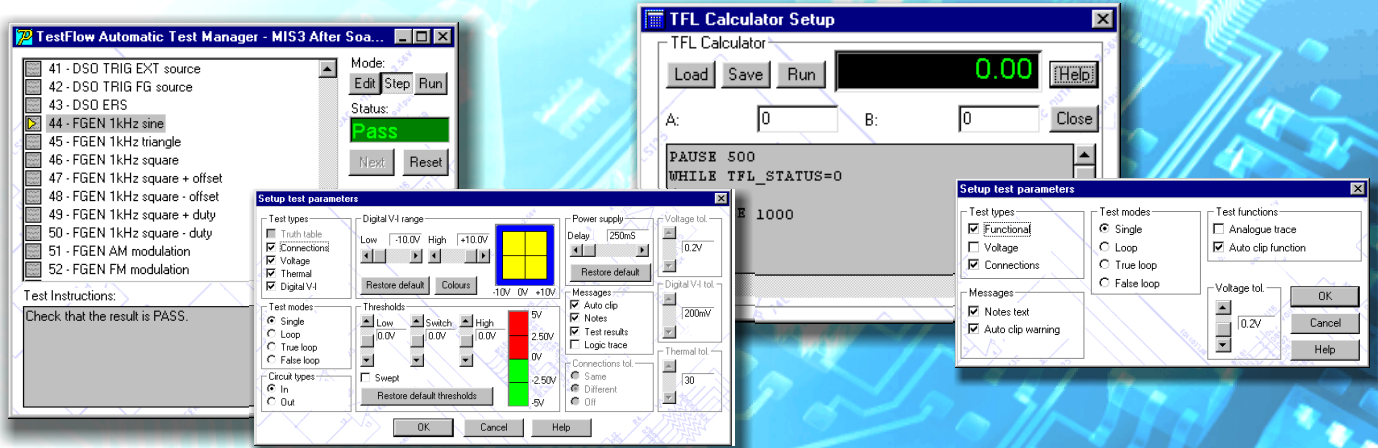 TestFlow Automatic Test Manager - MIS3 After Soa...
41 - DSO TRIG EXT source
42 - DSO TRIG FG source
43 - DSO ERS
44 - FGEN 1kHz sine
45 - FGEN 1kHz triangle
46 - FGEN 1kHz square
47 - FGEN 1kHz square + offset
48 - FGEN 1kHz square - offset
49 - FGEN 1kHz square + duty
50 - FGEN 1kHz square - duty
51 - FGEN AM modulation
52 - FGEN FM modulation
Mode:
Edit Step Run
Status:
Pass
Next Reset
Test Instructions:
Check that the result is PASS.
Setup test parameters
Test types
Truth table
Connections
Voltage
Thermal
Digital V-I
Test modes
Single
Loop
True loop
False loop
Circuit types
In
Out
Digital V-I range
Low -10.0V High +10.0V
Restore default Colours
-10V 0V +10V
Thresholds
Low Switch High
0.0V 0.0V 0.0V
Swept
Restore default thresholds
5V
2.50V
0V
-2.50V
-5V
Power supply
Delay 250mS
Restore default
Messages
Auto clip
Notes
Test results
Logic trace
Connections tol.
Same
Different
Off
Voltage tol.
0.2V
Digital V-I tol.
200mV
Thermal tol.
30
OK Cancel Help
TFL Calculator Setup
TFL Calculator
Load Save Run 0.00 Help
A: 0 B: 0 Close
PAUSE 500
WHILE TFL_STATUS=0
E 1000
Setup test parameters
Test types
Functional
Voltage
Connections
Messages
Notes text
Auto clip warning
Test modes
Single
Loop
True loop
False loop
Test functions
Analogue trace
Auto clip function
Voltage tol.
0.2V
OK
Cancel
Help